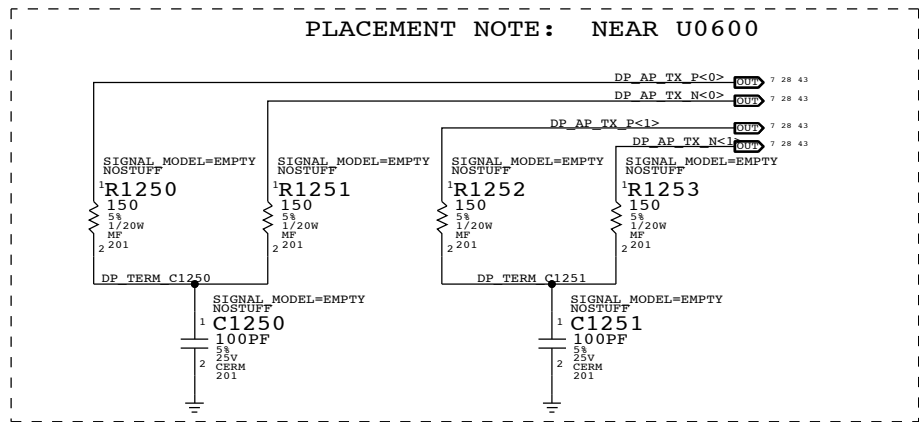 PLACEMENT NOTE: NEAR U0600
DP_AP_TX_P<0> OUT 7 28 43
DP_AP_TX_N<0> OUT 7 28 43
DP_AP_TX_P<1> OUT 7 28 43
DP_AP_TX_N<1> OUT 7 28 43
SIGNAL_MODEL=EMPTY
NOSTUFF
1 R1250
150
5%
1/20W
MF
2 201
SIGNAL_MODEL=EMPTY
NOSTUFF
1 R1251
150
5%
1/20W
MF
2 201
SIGNAL_MODEL=EMPTY
NOSTUFF
1 R1252
150
5%
1/20W
MF
2 201
SIGNAL_MODEL=EMPTY
NOSTUFF
1 R1253
150
5%
1/20W
MF
2 201
DP_TERM_C1250
DP_TERM_C1251
SIGNAL_MODEL=EMPTY
NOSTUFF
1 C1250
100PF
5%
25V
2 CERM
201
SIGNAL_MODEL=EMPTY
NOSTUFF
1 C1251
100PF
5%
25V
2 CERM
201